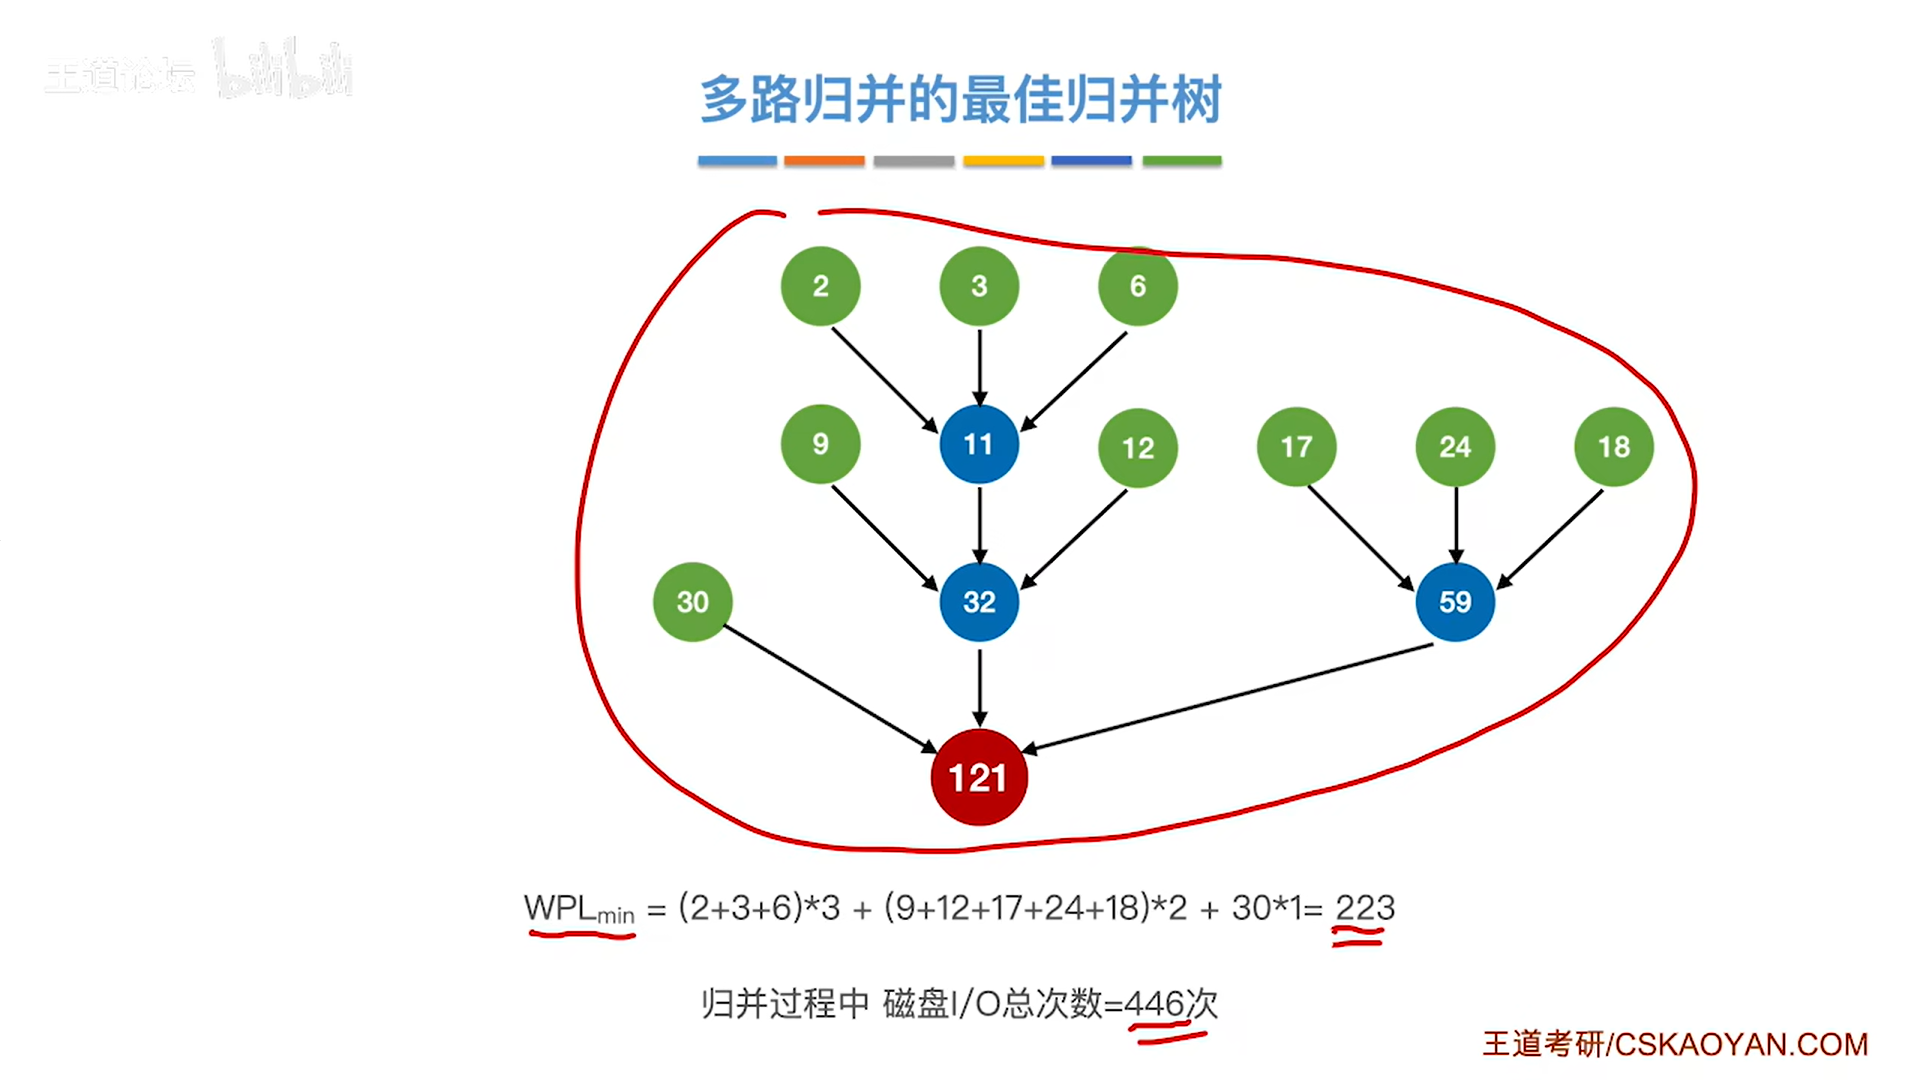 王道论坛 bilibili
多路归并的最佳归并树
2 3 6
9 11 12 17 24 18
30 32 59
121
WPLmin = (2+3+6)*3 + (9+12+17+24+18)*2 + 30*1= 223
归并过程中 磁盘I/O总次数=446次
王道考研/CSKAOYAN.COM